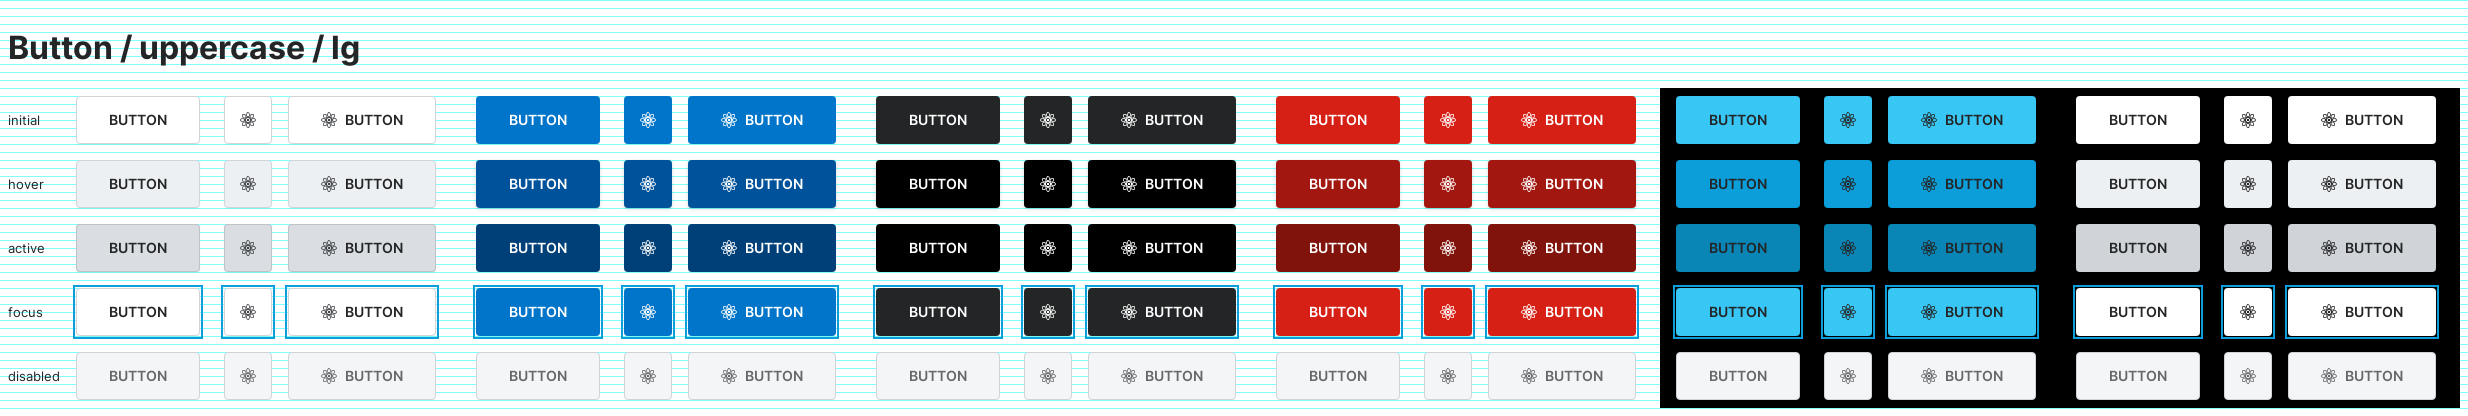 Button / uppercase / lg
initial BUTTON BUTTON BUTTON BUTTON BUTTON BUTTON BUTTON BUTTON BUTTON BUTTON BUTTON BUTTON
hover BUTTON BUTTON BUTTON BUTTON BUTTON BUTTON BUTTON BUTTON BUTTON BUTTON BUTTON BUTTON
active BUTTON BUTTON BUTTON BUTTON BUTTON BUTTON BUTTON BUTTON BUTTON BUTTON BUTTON BUTTON
focus BUTTON BUTTON BUTTON BUTTON BUTTON BUTTON BUTTON BUTTON BUTTON BUTTON BUTTON BUTTON
disabled BUTTON BUTTON BUTTON BUTTON BUTTON BUTTON BUTTON BUTTON BUTTON BUTTON BUTTON BUTTON